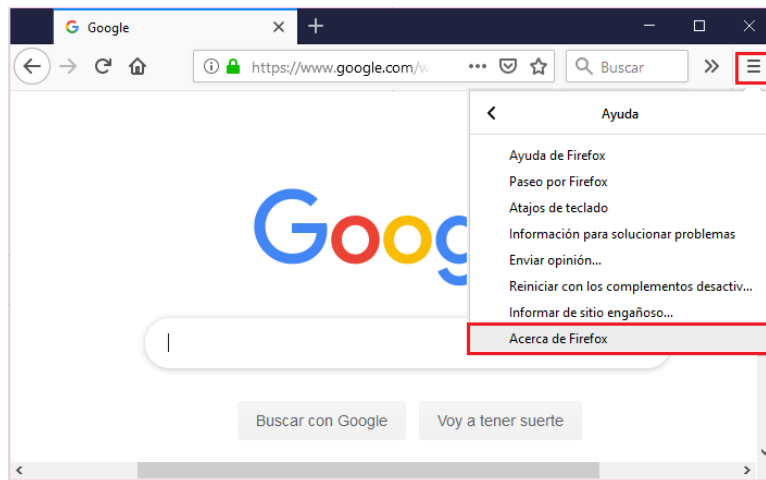 Google
https://www.google.com/w
Buscar
Ayuda
Ayuda de Firefox
Paseo por Firefox
Atajos de teclado
Información para solucionar problemas
Enviar opinión...
Reiniciar con los complementos desactiv...
Informar de sitio engañoso...
Acerca de Firefox
Goog
Buscar con Google
Voy a tener suerte